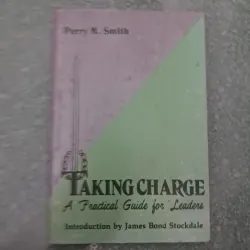 Perry M. Smith
TAKING CHARGE
A Practical Guide for Leaders
Introduction by James Bond Stockdale